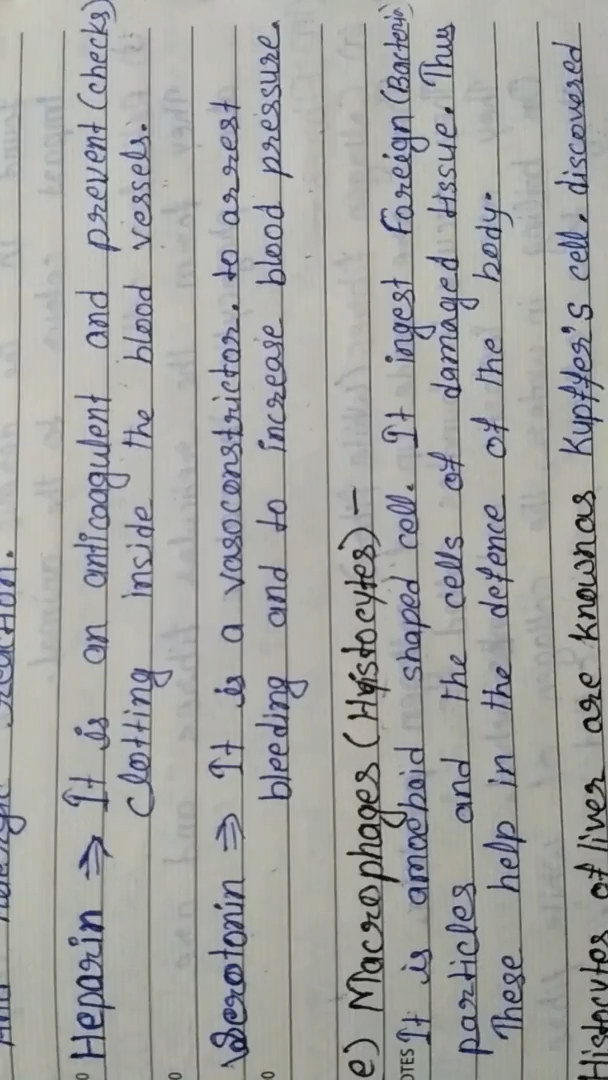 Heparin ⇒ It is an anticoagulent and prevent (checks)
Clotting inside the blood vessels.
Serotonin ⇒ It is a vasoconstrictor. to arrest
bleeding and to increase blood pressure.
e) Macrophages (Histocytes) –
It is amoeboid shaped cell. It ingest Foreign (Bacteria)
particles and the cells of damaged tissue. Thus
These help in the defence of the body.
Histocytes of liver are knownas Kupffer's cell. discovered